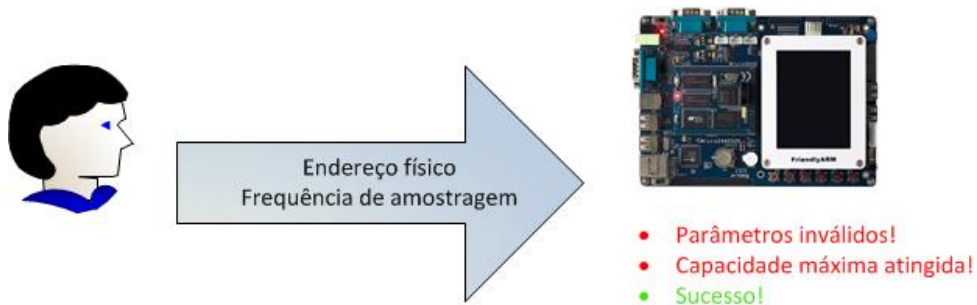 Endereço físico
Frequência de amostragem
FriendlyARM
Parâmetros inválidos!
Capacidade máxima atingida!
Sucesso!